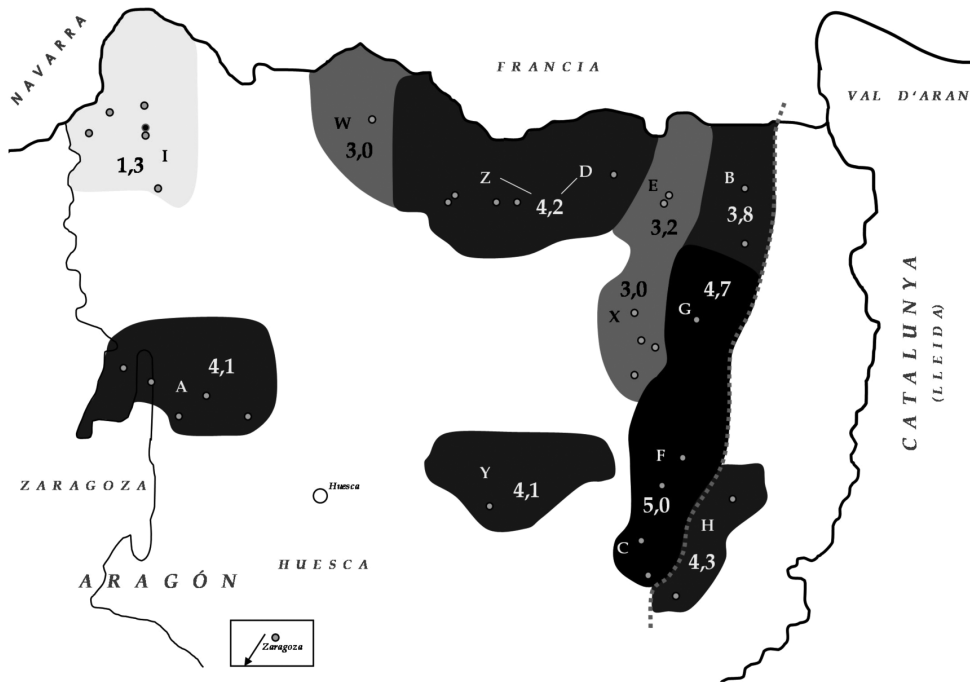 NAVARRA
FRANCIA
VAL D'ARAN
W
3,0
I
1,3
Z
D
4,2
E
3,2
B
3,8
3,0
X
4,7
G
A
4,1
CATALUNYA
(LLEIDA)
Y
4,1
F
5,0
C
H
4,3
ZARAGOZA
Huesca
HUESCA
ARAGÓN
Zaragoza